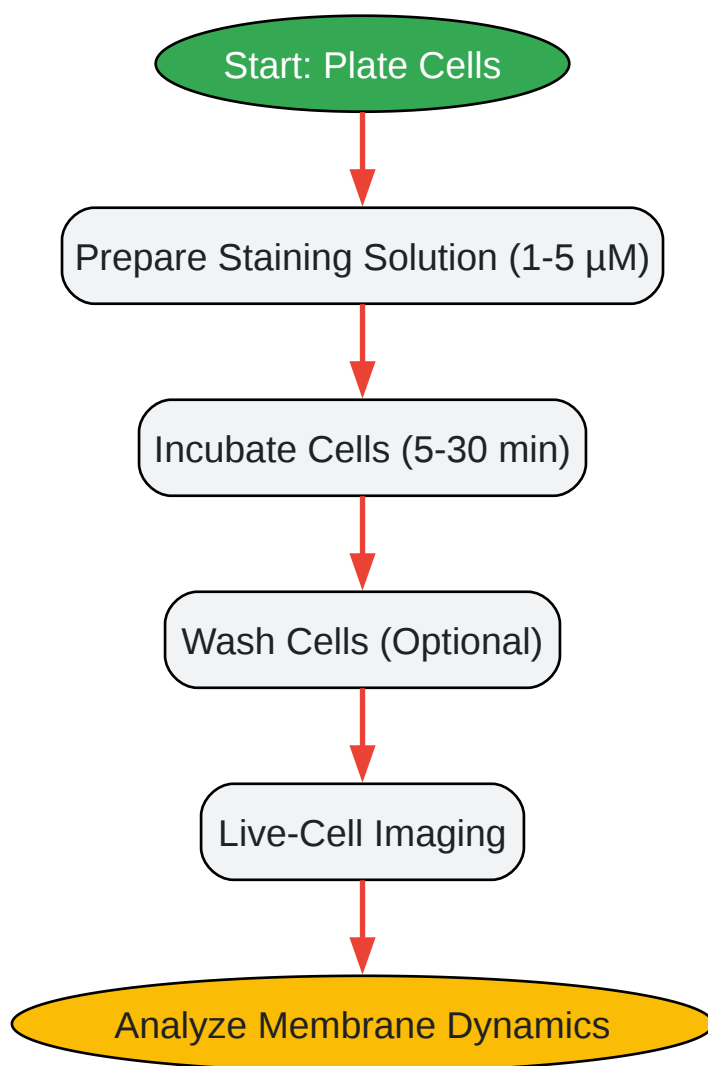 Start: Plate Cells
Prepare Staining Solution (1-5 µM)
Incubate Cells (5-30 min)
Wash Cells (Optional)
Live-Cell Imaging
Analyze Membrane Dynamics